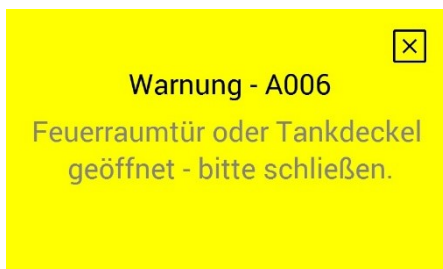 Warnung - A006
Feuerraumtür oder Tankdeckel
geöffnet - bitte schließen.